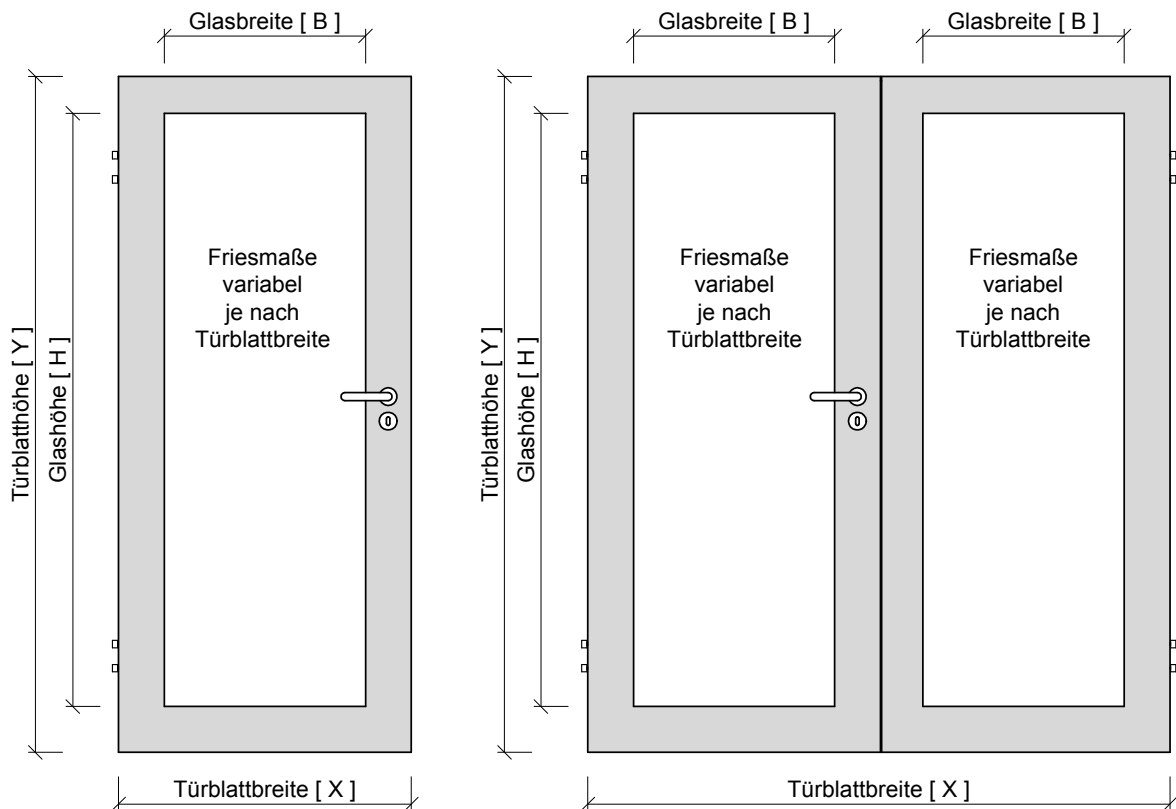 Glasbreite [ B ]
Glasbreite [ B ]
Glasbreite [ B ]
Türblatthöhe [ Y ]
Glashöhe [ H ]
Friesmaße
variabel
je nach
Türblattbreite
Türblatthöhe [ Y ]
Glashöhe [ H ]
Friesmaße
variabel
je nach
Türblattbreite
Friesmaße
variabel
je nach
Türblattbreite
Türblattbreite [ X ]
Türblattbreite [ X ]